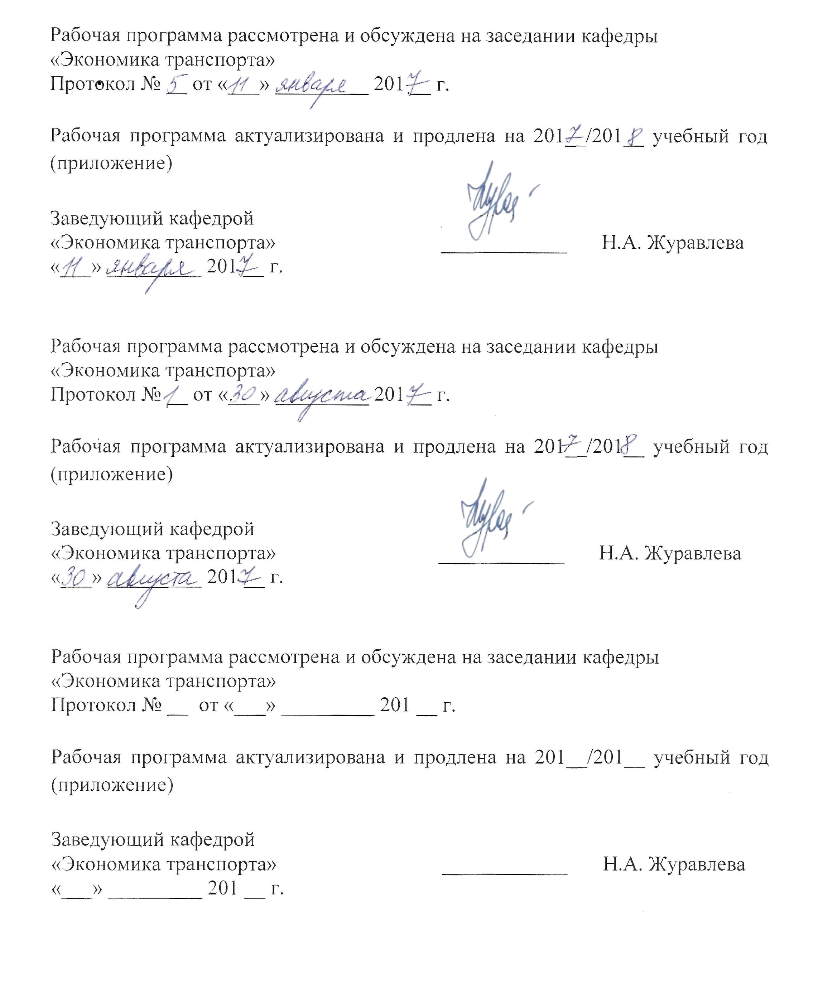 Рабочая программа рассмотрена и обсуждена на заседании кафедры
«Экономика транспорта»
Протокол № 5 от «11» января 2017 г.
Рабочая программа актуализирована и продлена на 2017/2018 учебный год
(приложение)
Заведующий кафедрой
«Экономика транспорта» ____________ Н.А. Журавлева
«11» января 2017 г.
Рабочая программа рассмотрена и обсуждена на заседании кафедры
«Экономика транспорта»
Протокол № 1 от «30» августа 2017 г.
Рабочая программа актуализирована и продлена на 2017/2018 учебный год
(приложение)
Заведующий кафедрой
«Экономика транспорта» ____________ Н.А. Журавлева
«30» августа 2017 г.
Рабочая программа рассмотрена и обсуждена на заседании кафедры
«Экономика транспорта»
Протокол № __ от «___» _________ 201 __ г.
Рабочая программа актуализирована и продлена на 201__/201__ учебный год
(приложение)
Заведующий кафедрой
«Экономика транспорта» ____________ Н.А. Журавлева
«___» _________ 201 __ г.